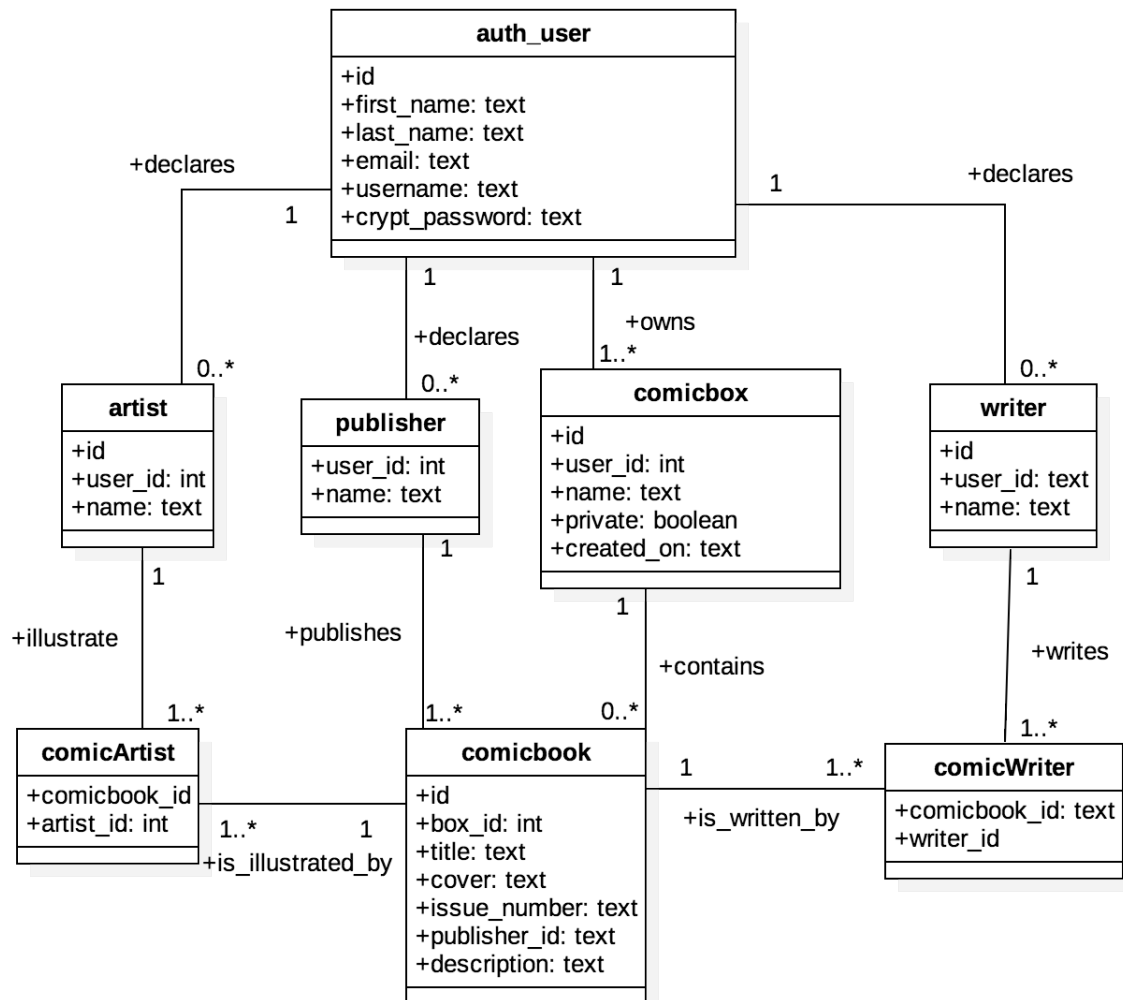 auth_user
+id
+first_name: text
+last_name: text
+email: text
+username: text
+crypt_password: text
+declares
1
1
+declares
1
+declares
1
+owns
0..*
0..*
1..*
0..*
artist
+id
+user_id: int
+name: text
publisher
+user_id: int
+name: text
comicbox
+id
+user_id: int
+name: text
+private: boolean
+created_on: text
writer
+id
+user_id: text
+name: text
1
1
1
1
+illustrate
+publishes
+contains
+writes
1..*
1..*
0..*
1..*
comicArtist
+comicbook_id
+artist_id: int
1..*
1
+is_illustrated_by
comicbook
+id
+box_id: int
+title: text
+cover: text
+issue_number: text
+publisher_id: text
+description: text
1
1..*
+is_written_by
comicWriter
+comicbook_id: text
+writer_id